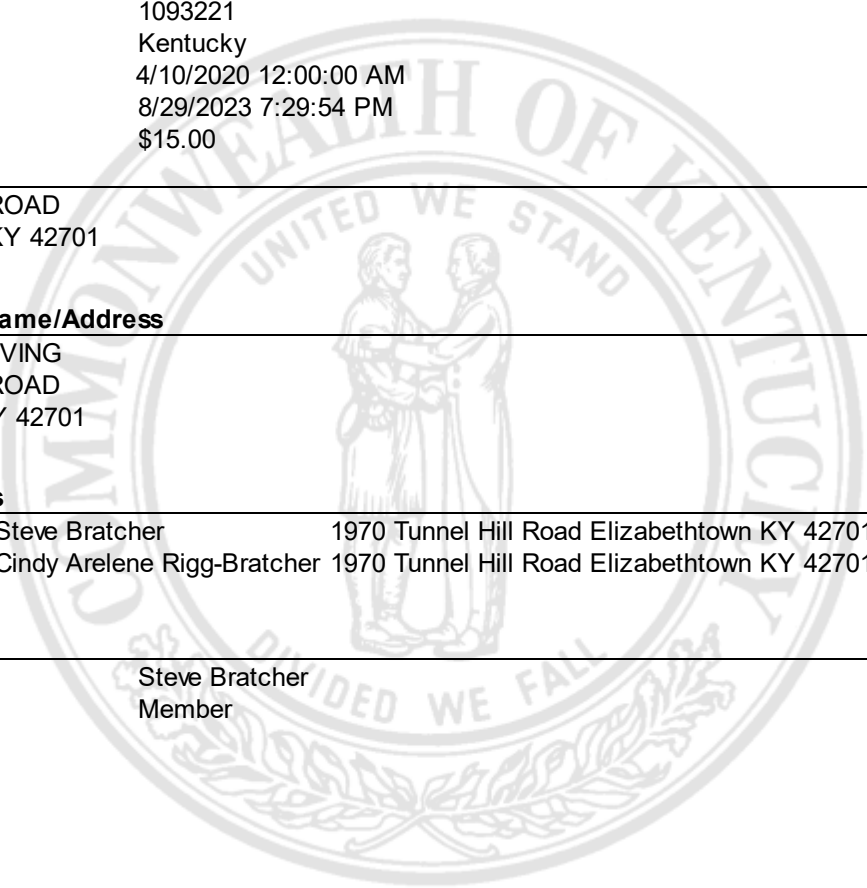 1093221
Kentucky
4/10/2020 12:00:00 AM
8/29/2023 7:29:54 PM
$15.00
ROAD
KY 42701
ame/Address
VING
ROAD
Y 42701
s
Steve Bratcher 1970 Tunnel Hill Road Elizabethtown KY 42701
Cindy Arelene Rigg-Bratcher 1970 Tunnel Hill Road Elizabethtown KY 42701
Steve Bratcher
Member
COMMONWEALTH OF KENTUCKY
UNITED WE STAND
DIVIDED WE FALL